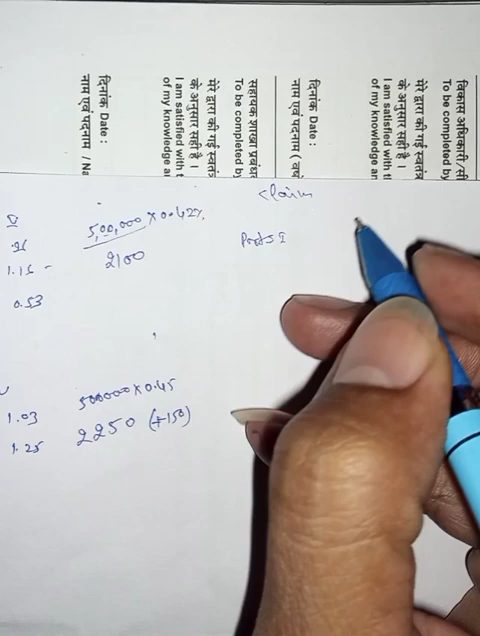 विकास अधिकारी/सी
To be completed by
मेरे द्वारा की गई स्वतंत्र
के अनुसार सही है ।
I am satisfied with t
of my knowledge an
दिनांक Date :
नाम एवं पदनाम ( वर्ष
सहायक शाखा प्रबंध
To be completed by
मेरे द्वारा की गई स्वतंत्र
के अनुसार सही है ।
I am satisfied with t
of my knowledge an
दिनांक Date :
नाम एवं पदनाम / Na
claim
5,00,000 × 0.42%
2100
1.15 -
0.53
500000 × 0.45
1.03
2250 (+150)
1.25